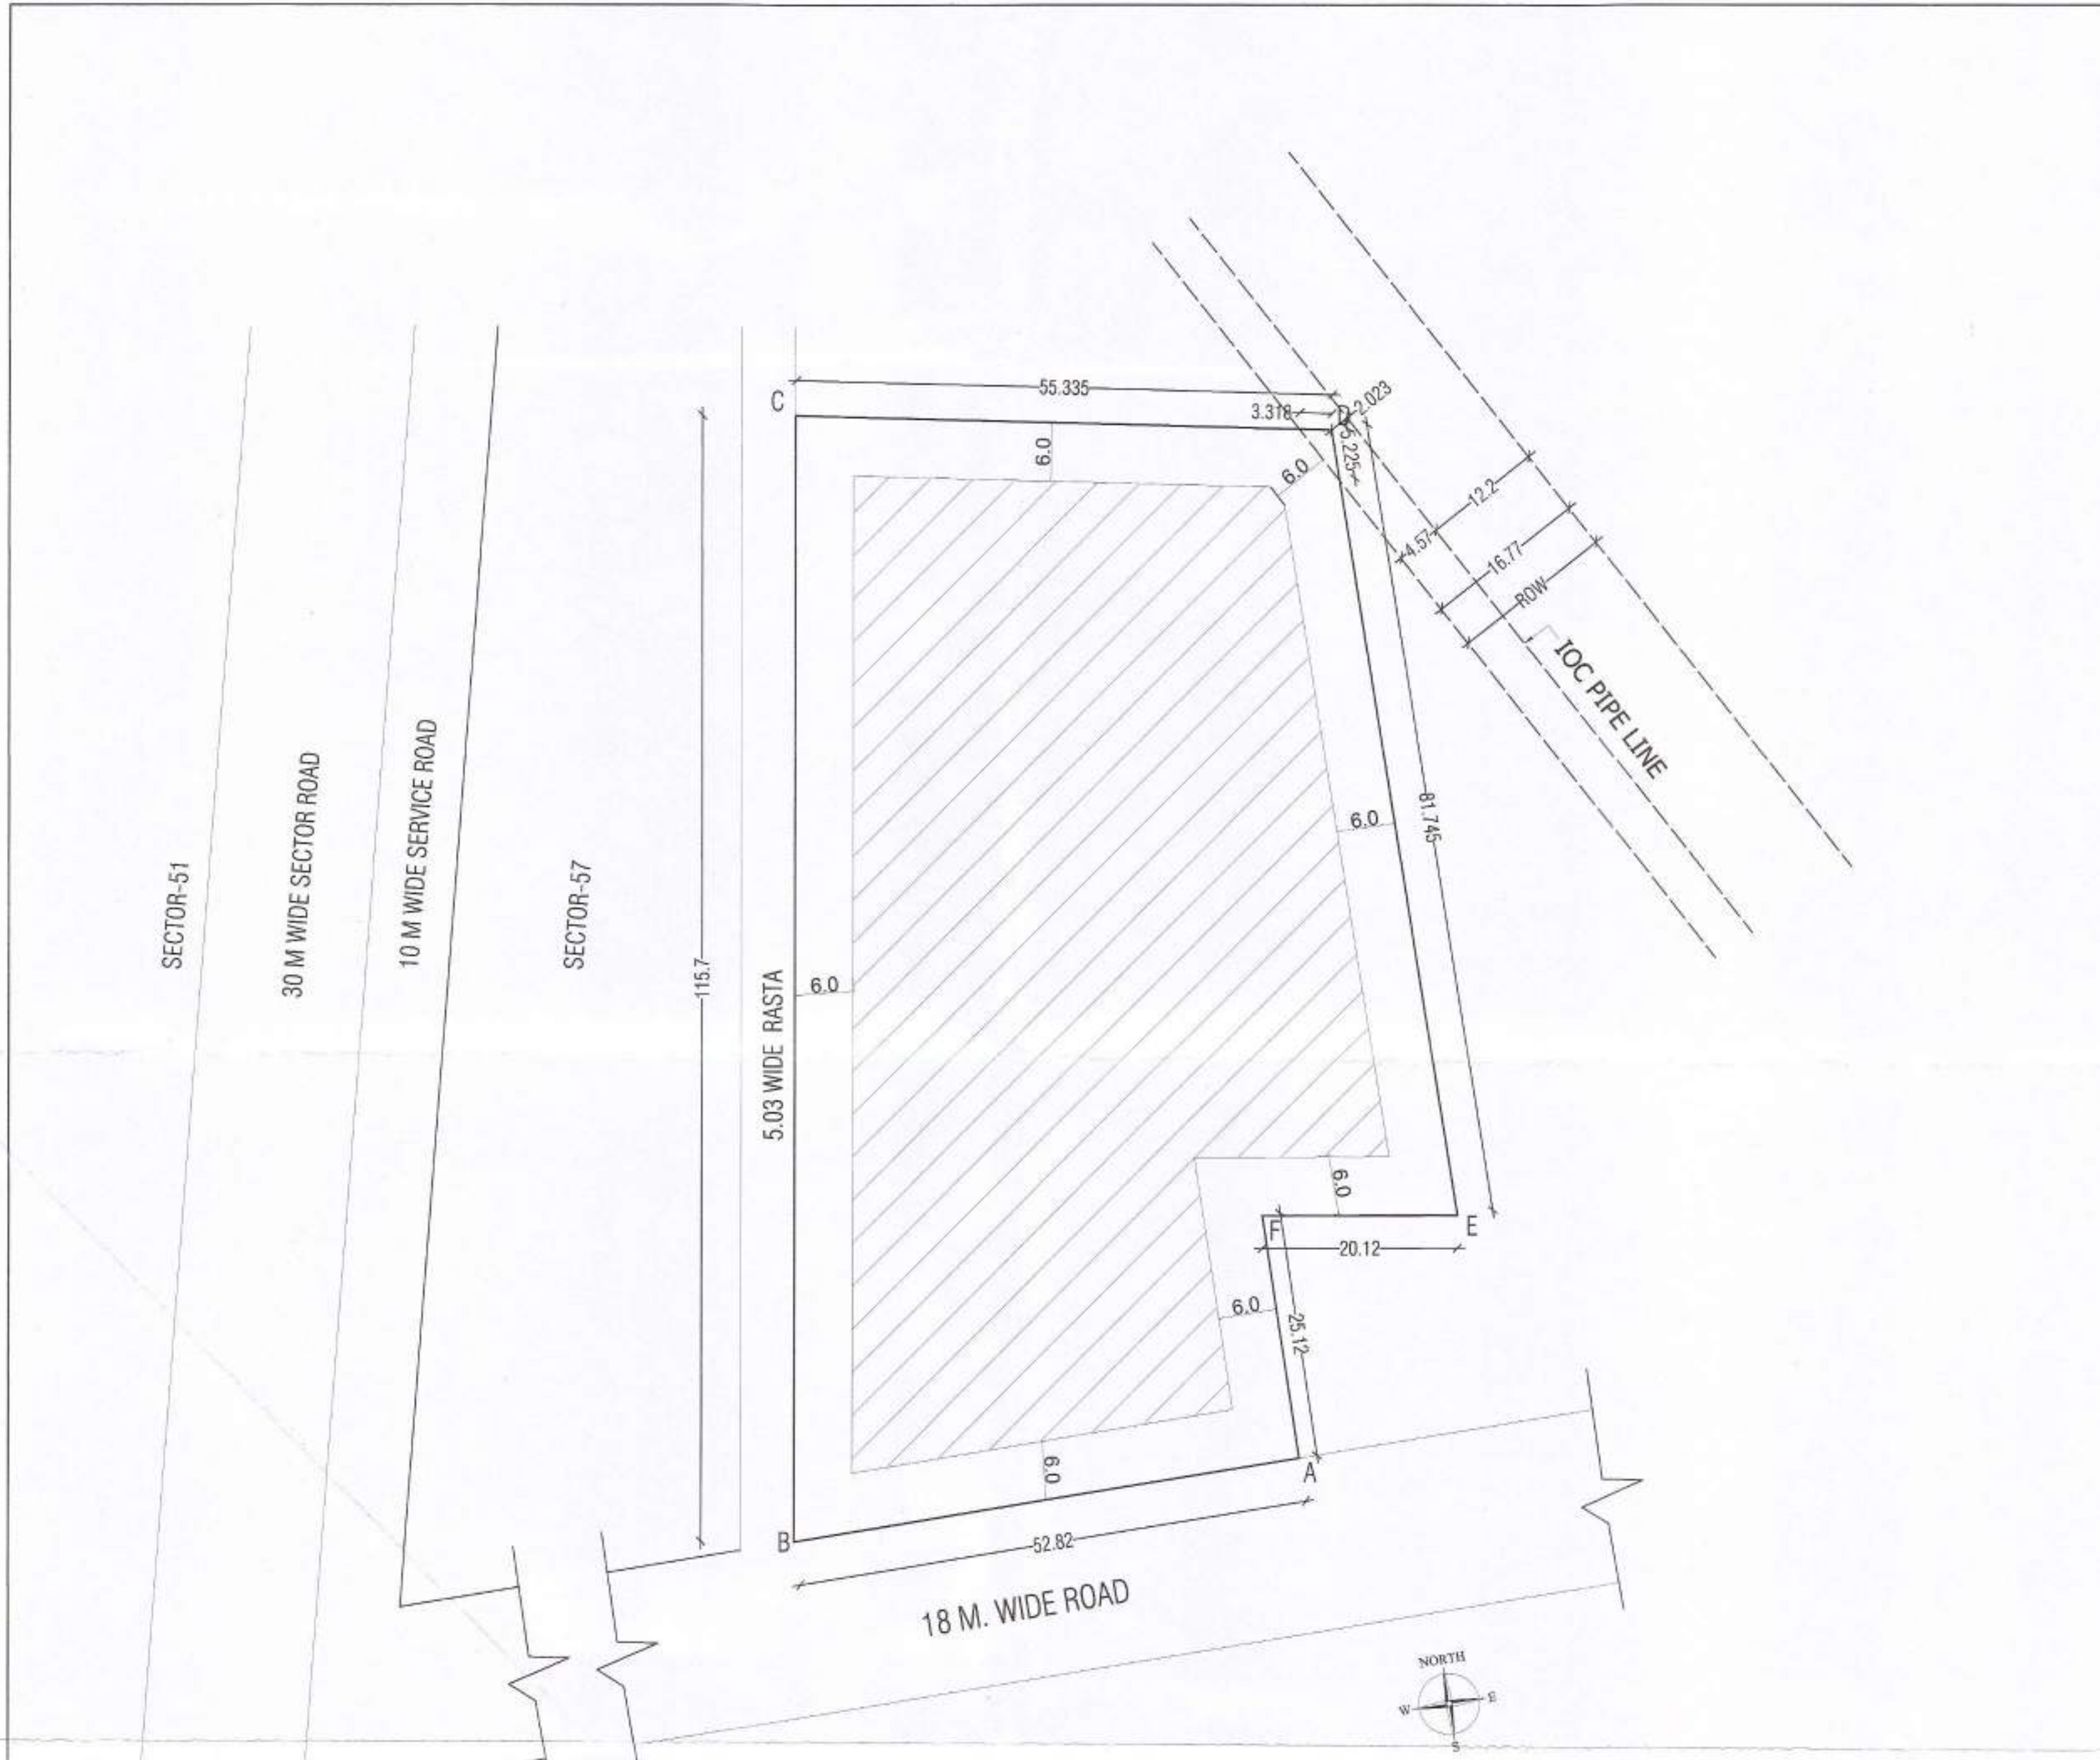 C
55.335
3.318
D
2.023
5.225
6.0
6.0
12.2
4.57
16.77
ROW
IOC PIPE LINE
SECTOR-51
30 M WIDE SECTOR ROAD
10 M WIDE SERVICE ROAD
SECTOR-57
115.7
5.03 WIDE RASTA
6.0
6.0
81.745
6.0
F
E
20.12
6.0
25.12
6.0
A
B
52.82
18 M. WIDE ROAD
NORTH
W
E
S